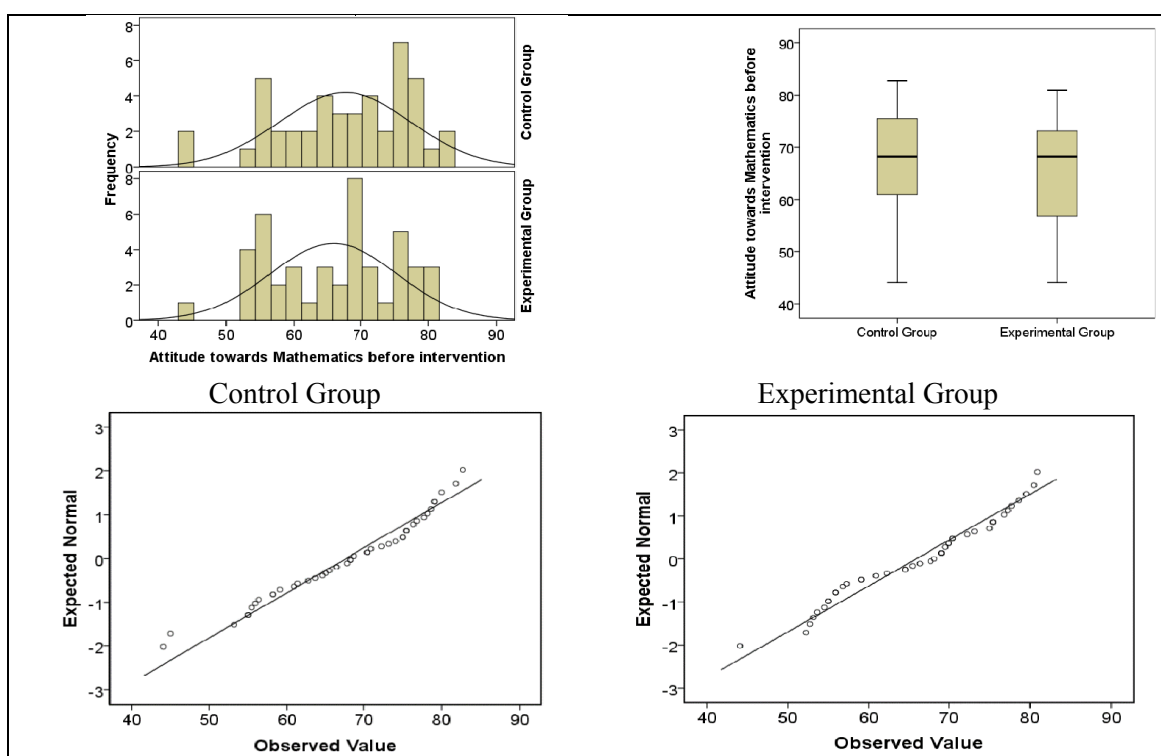 8
6
4
2
0
Control Group
Frequency
8
6
4
2
0
Experimental Group
40 50 60 70 80 90
Attitude towards Mathematics before intervention
90
80
70
60
50
40
Attitude towards Mathematics before
intervention
Control Group Experimental Group
Control Group
3
2
1
0
-1
-2
-3
Expected Normal
40 50 60 70 80 90
Observed Value
Experimental Group
3
2
1
0
-1
-2
-3
Expected Normal
40 50 60 70 80 90
Observed Value